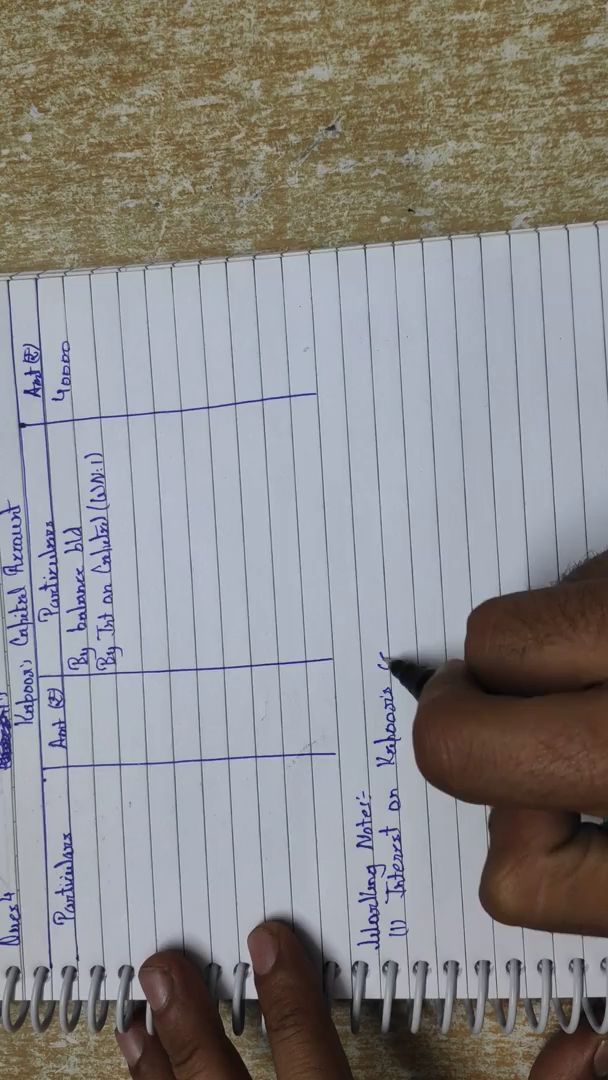 Ques 4
Kapoor's Capital Account
Particulars Amt (₹) Particulars Amt (₹)
By balance b/d 40000
By Int on Capital (WN:1)
Working Notes:-
(1) Interest on Kapoor's